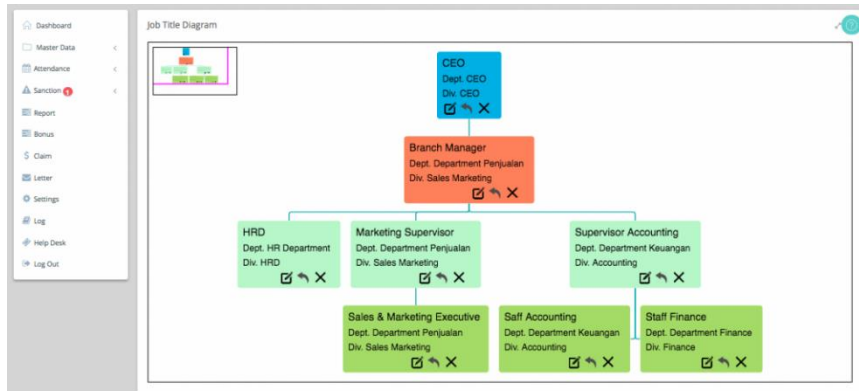 Dashboard
Master Data
Attendance
Sanction 1
Report
Bonus
Claim
Letter
Settings
Log
Help Desk
Log Out
Job Title Diagram
CEO
Dept. CEO
Div. CEO
Branch Manager
Dept. Department Penjualan
Div. Sales Marketing
HRD
Dept. HR Department
Div. HRD
Marketing Supervisor
Dept. Department Penjualan
Div. Sales Marketing
Supervisor Accounting
Dept. Department Keuangan
Div. Accounting
Sales & Marketing Executive
Dept. Department Penjualan
Div. Sales Marketing
Saff Accounting
Dept. Department Keuangan
Div. Accounting
Staff Finance
Dept. Department Finance
Div. Finance